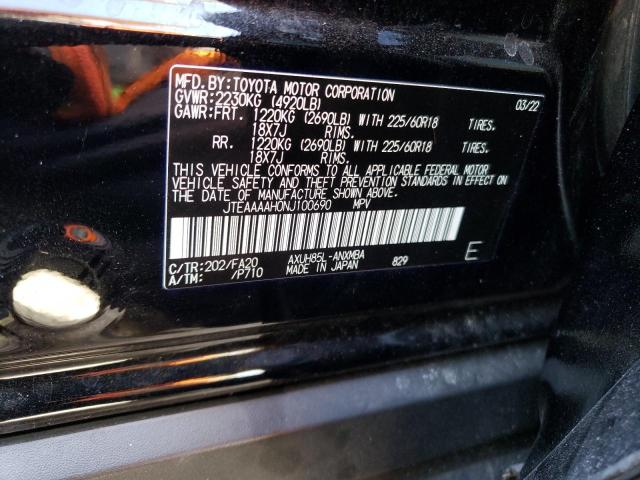 MFD.BY:TOYOTA MOTOR CORPORATION 03/22
GVWR:2230KG (4920LB)
GAWR:FRT. 1220KG (2690LB) WITH 225/60R18 TIRES.
18X7J RIMS.
RR. 1220KG (2690LB) WITH 225/60R18 TIRES.
18X7J RIMS.
THIS VEHICLE CONFORMS TO ALL APPLICABLE FEDERAL MOTOR
VEHICLE SAFETY AND THEFT PREVENTION STANDARDS IN EFFECT ON
THE DATE OF MANUFACTURE SHOWN ABOVE.
JTEAAAAH0NJ100690 MPV
C/TR:202/FA20 AXUH85L-ANXMBA 829 E
A/TM: /P710 MADE IN JAPAN